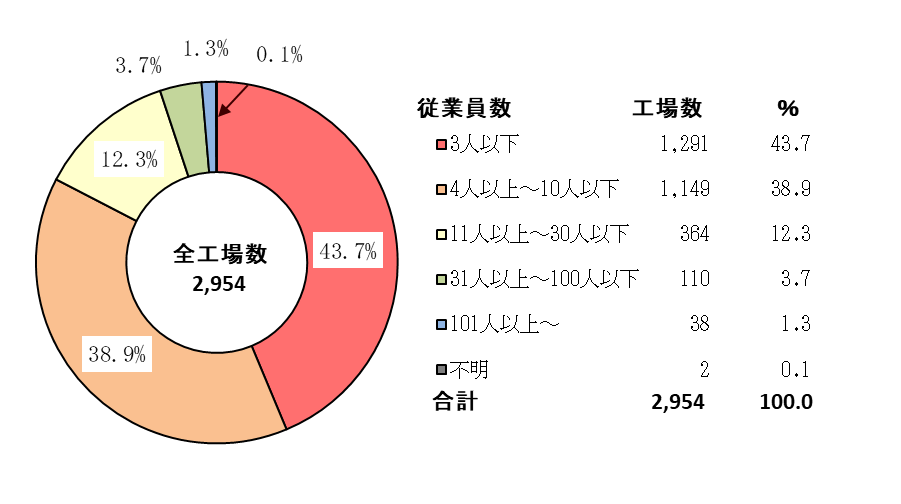 1.3%
0.1%
3.7%
12.3%
43.7%
38.9%
全工場数
2,954
従業員数 工場数 %
3人以下 1,291 43.7
4人以上～10人以下 1,149 38.9
11人以上～30人以下 364 12.3
31人以上～100人以下 110 3.7
101人以上～ 38 1.3
不明 2 0.1
合計 2,954 100.0